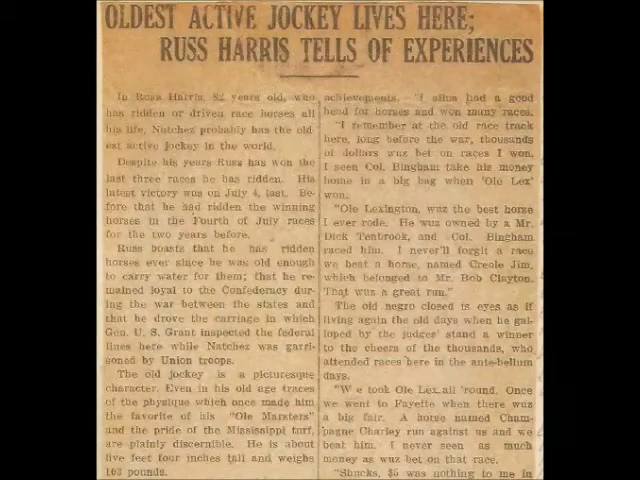 OLDEST ACTIVE JOCKEY LIVES HERE;
RUSS HARRIS TELLS OF EXPERIENCES
In Russ Harris, 82 years old, who
has ridden or driven race horses all
his life, Natchez probably has the old-
est active jockey in the world.
Despite his years Russ has won the
last three races he has ridden. His
latest victory was on July 4, last. Be-
fore that he had ridden the winning
horses in the Fourth of July races
for the two years before.
Russ boasts that he has ridden
horses ever since he was old enough
to carry water for them; that he re-
mained loyal to the Confederacy dur-
ing the war between the states and
that he drove the carriage in which
Gen. U. S. Grant inspected the federal
lines here while Natchez was garri-
soned by Union troops.
The old jockey is a picturesque
character. Even in his old age traces
of the physique which once made him
the favorite of his "Ole Marsters"
and the pride of the Mississippi turf,
are plainly discernible. He is about
five feet four inches tall and weighs
103 pounds.
achievements. "I allus had a good
head for horses and won many races.
"I remember at the old race track
here, long before the war, thousands
of dollars wuz bet on races I won,
I seen Col. Bingham take his money
home in a big bag when 'Ole Lex'
won.
"Ole Lexington, wuz the best horse
I ever rode. He wuz owned by a Mr.
Dick Tenbrook, and Col. Bingham
raced him. I never'll forgit a race
we beat a horse, named Creole Jim,
which belonged to Mr. Bob Clayton.
That wuz a great run."
The old negro closed is eyes as if
living again the old days when he gal-
loped by the judges' stand a winner
to the cheers of the thousands, who
attended races here in the ante-bellum
days.
"We took Ole Lex all 'round. Once
we went to Fayette when there wuz
a big fair. A horse named Cham-
pagne Charley run against us and we
beat him. I never seen as much
money as wuz bet on that race.
"Shucks, $5 was nothing to me in